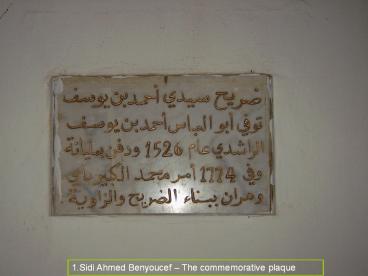 ضريح سيدي أحمد بن يوسف
توفي أبو العباس أحمد بن يوسف
الراشدي عام 1526 ودفن بمليانة
وفي 1774 أمر محمد الكبير باي
وهران ببناء الضريح والزاوية.
1.Sidi Ahmed Benyoucef – The commemorative plaque